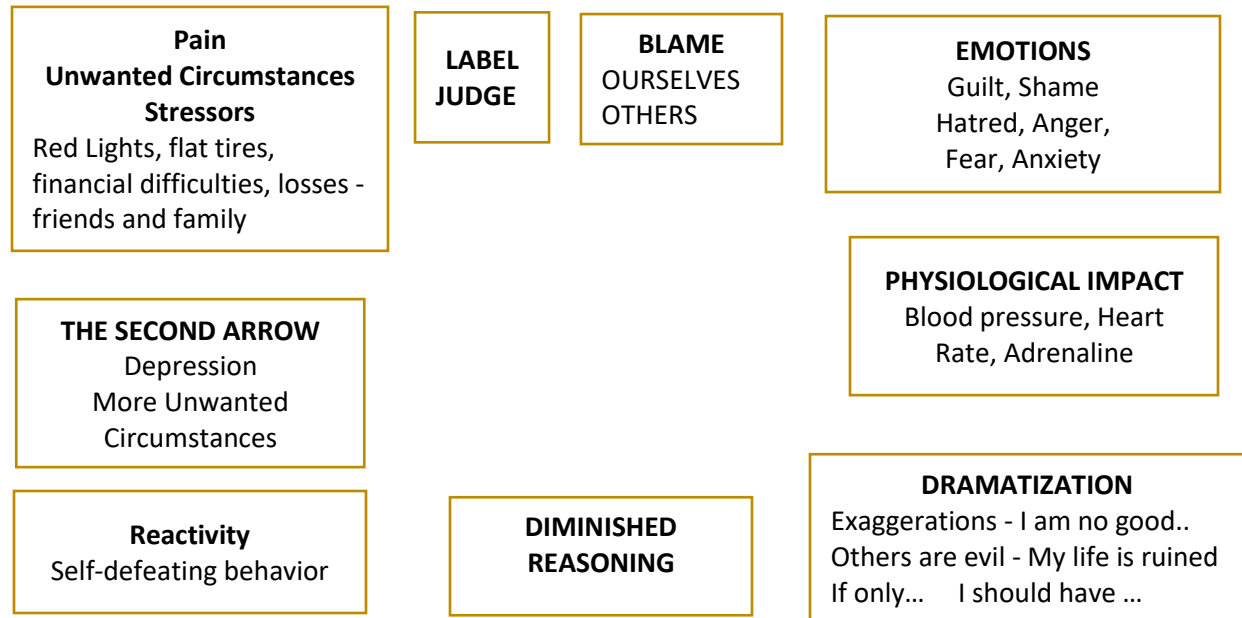 Pain
Unwanted Circumstances
Stressors
Red Lights, flat tires,
financial difficulties, losses -
friends and family
LABEL
JUDGE
BLAME
OURSELVES
OTHERS
EMOTIONS
Guilt, Shame
Hatred, Anger,
Fear, Anxiety
PHYSIOLOGICAL IMPACT
Blood pressure, Heart
Rate, Adrenaline
THE SECOND ARROW
Depression
More Unwanted
Circumstances
Reactivity
Self-defeating behavior
DIMINISHED
REASONING
DRAMATIZATION
Exaggerations - I am no good..
Others are evil - My life is ruined
If only… I should have …